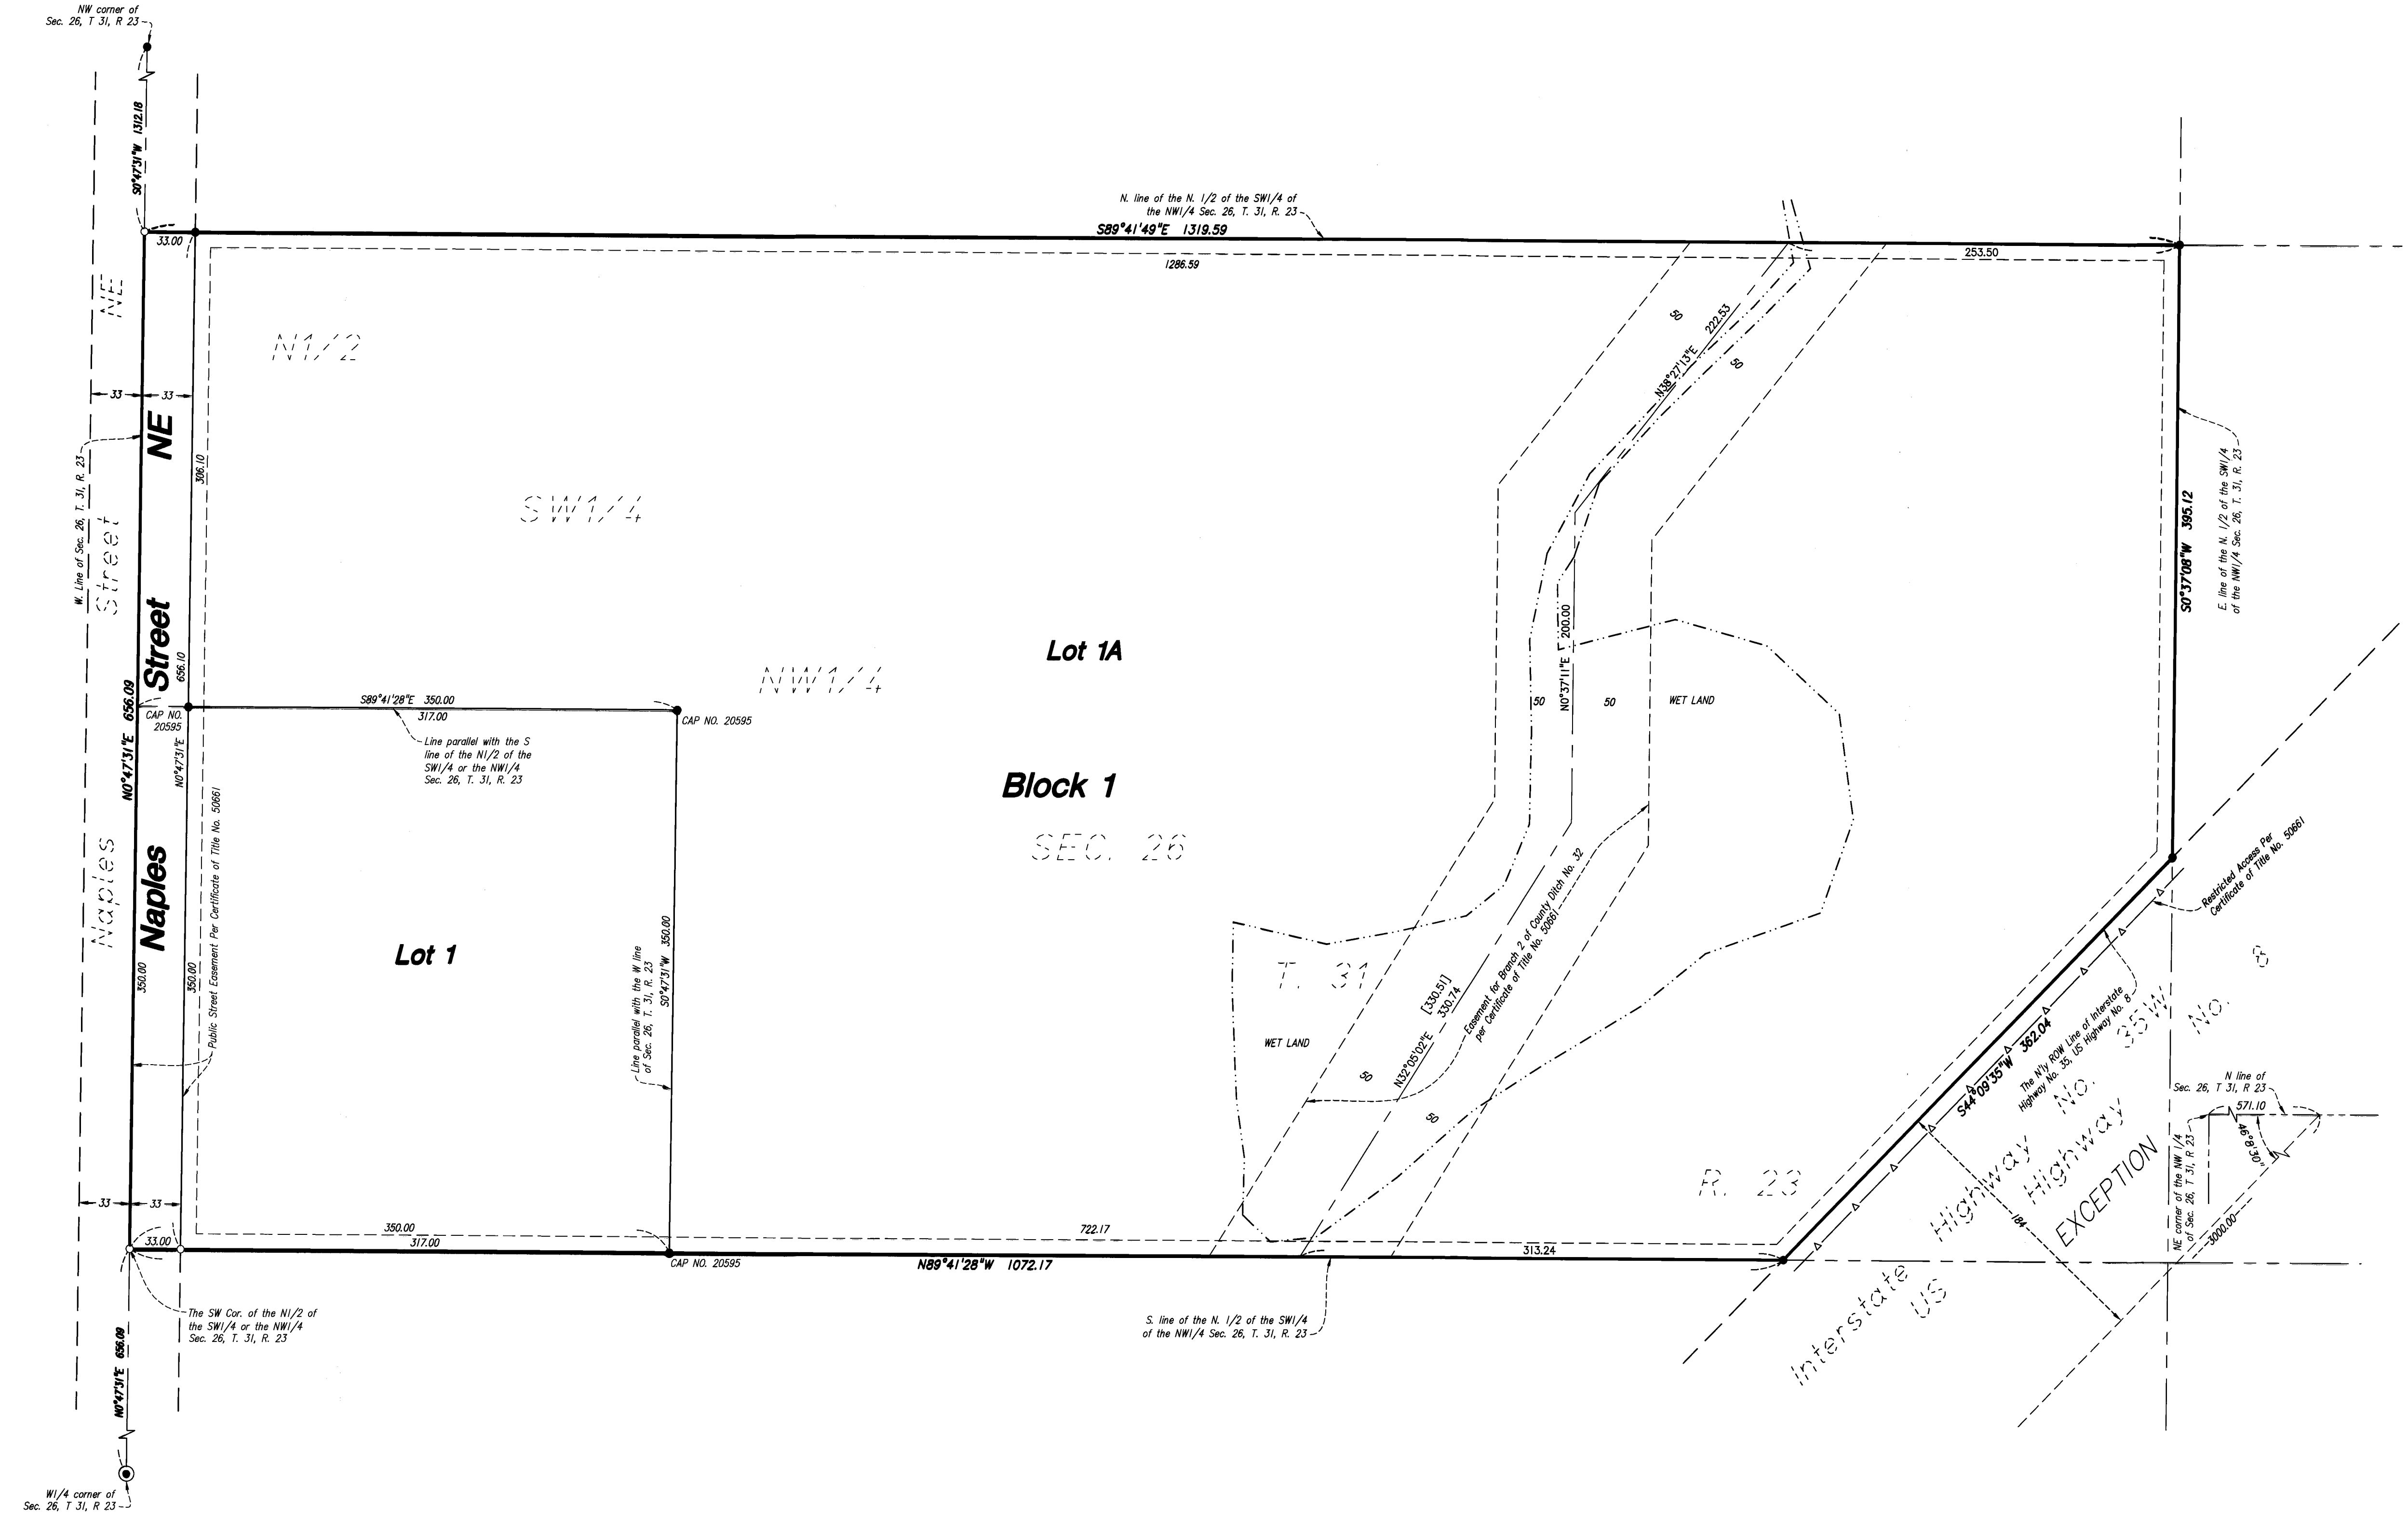 NW corner of
Sec. 26, T 31, R 23
S0°47'31"W 1312.18
N. line of the N. 1/2 of the SW1/4 of
the NW1/4 Sec. 26, T. 31, R. 23
S89°41'49"E 1319.59
33.00
1286.59
253.50
NE
N1/2
50
222.53
N38°27'13"E
50
33
33
NE
W. Line of Sec. 26, T. 31, R. 23
306.10
SW1/4
Street
S0°37'08"W 395.12
E. line of the N. 1/2 of the SW1/4
of the NW1/4 Sec. 26, T. 31, R. 23
Street
656.10
Lot 1A
NW1/4
N0°37'11"E 200.00
50
50
WET LAND
N0°47'31"E 656.09
S89°41'28"E 350.00
317.00
CAP NO.
20595
CAP NO. 20595
N0°47'31"E
Line parallel with the S
line of the N1/2 of the
SW1/4 or the NW1/4
Sec. 26, T. 31, R. 23
Block 1
SEC. 26
Public Street Easement Per Certificate of Title No. 50661
Naples
Naples
Lot 1
350.00
350.00
Line parallel with the W line
of Sec. 26, T. 31, R. 23
S0°47'31"W 350.00
Easement for Branch 2 of County Ditch No. 32
per Certificate of Title No. 50661
Restricted Access Per
Certificate of Title No. 50661
T. 31
[330.51]
330.74
N32°05'02"E
WET LAND
50
50
S44°09'35"W 362.04
The N'ly ROW Line of Interstate
Highway No. 35, US Highway No. 8
Interstate Highway No. 35W
US Highway No. 8
EXCEPTION
184
N line of
Sec. 26, T 31, R 23
571.10
46°8'30"
NE corner of the NW 1/4
of Sec. 26, T 31, R 23
3000.00
R. 23
33
33
33.00
350.00
317.00
722.17
313.24
CAP NO. 20595
N89°41'28"W 1072.17
The SW Cor. of the N1/2 of
the SW1/4 or the NW1/4
Sec. 26, T. 31, R. 23
S. line of the N. 1/2 of the SW1/4
of the NW1/4 Sec. 26, T. 31, R. 23
N0°47'31"E 656.09
W1/4 corner of
Sec. 26, T 31, R 23